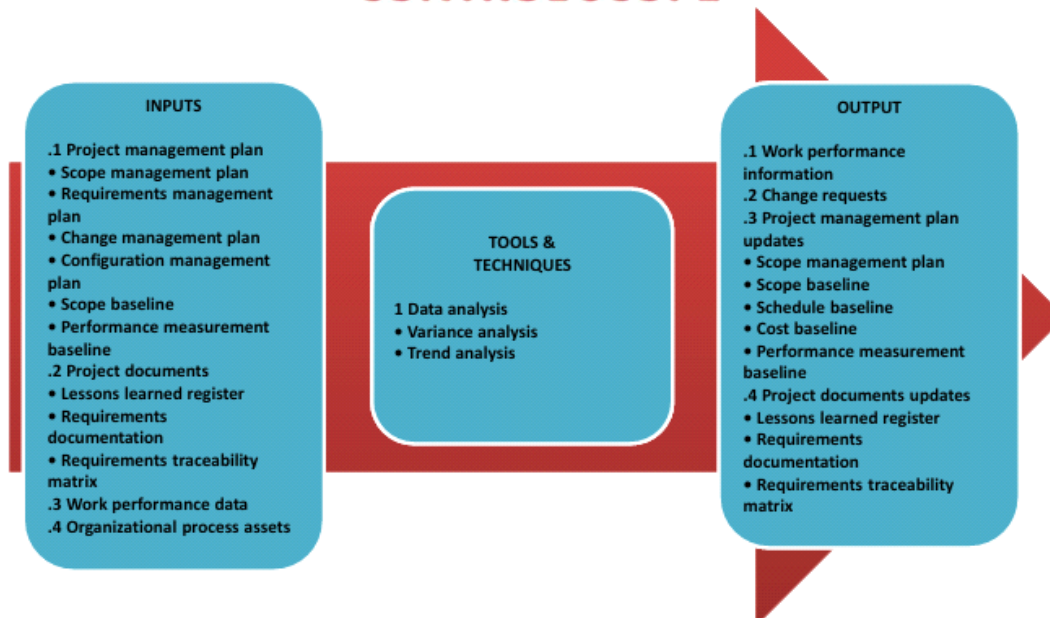 INPUTS
.1 Project management plan
• Scope management plan
• Requirements management
plan
• Change management plan
• Configuration management
plan
• Scope baseline
• Performance measurement
baseline
.2 Project documents
• Lessons learned register
• Requirements
documentation
• Requirements traceability
matrix
.3 Work performance data
.4 Organizational process assets
TOOLS &
TECHNIQUES
1 Data analysis
• Variance analysis
• Trend analysis
OUTPUT
.1 Work performance
information
.2 Change requests
.3 Project management plan
updates
• Scope management plan
• Scope baseline
• Schedule baseline
• Cost baseline
• Performance measurement
baseline
.4 Project documents updates
• Lessons learned register
• Requirements
documentation
• Requirements traceability
matrix